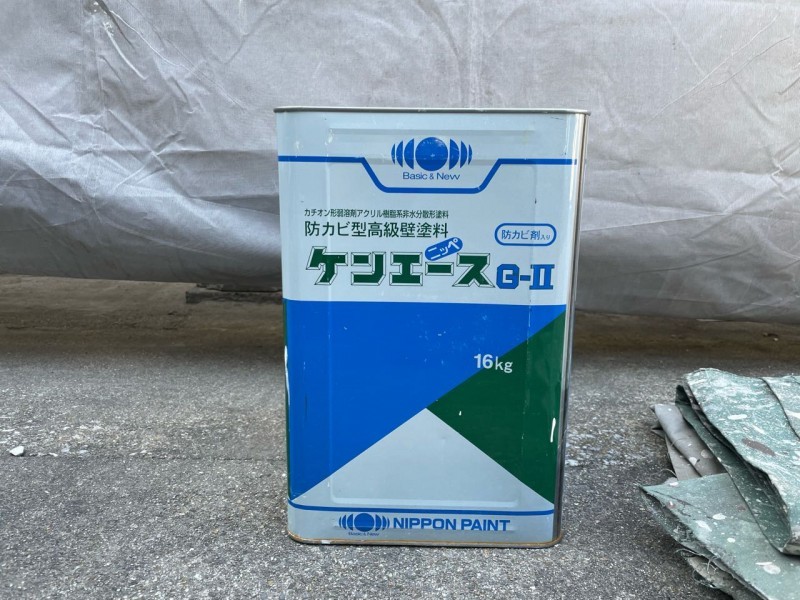 Basic & New
カチオン形弱溶剤アクリル樹脂系非水分散形塗料
防カビ型高級壁塗料
防カビ剤入り
ニッペ
ケンエース G-II
16kg
NIPPON PAINT
Basic & New